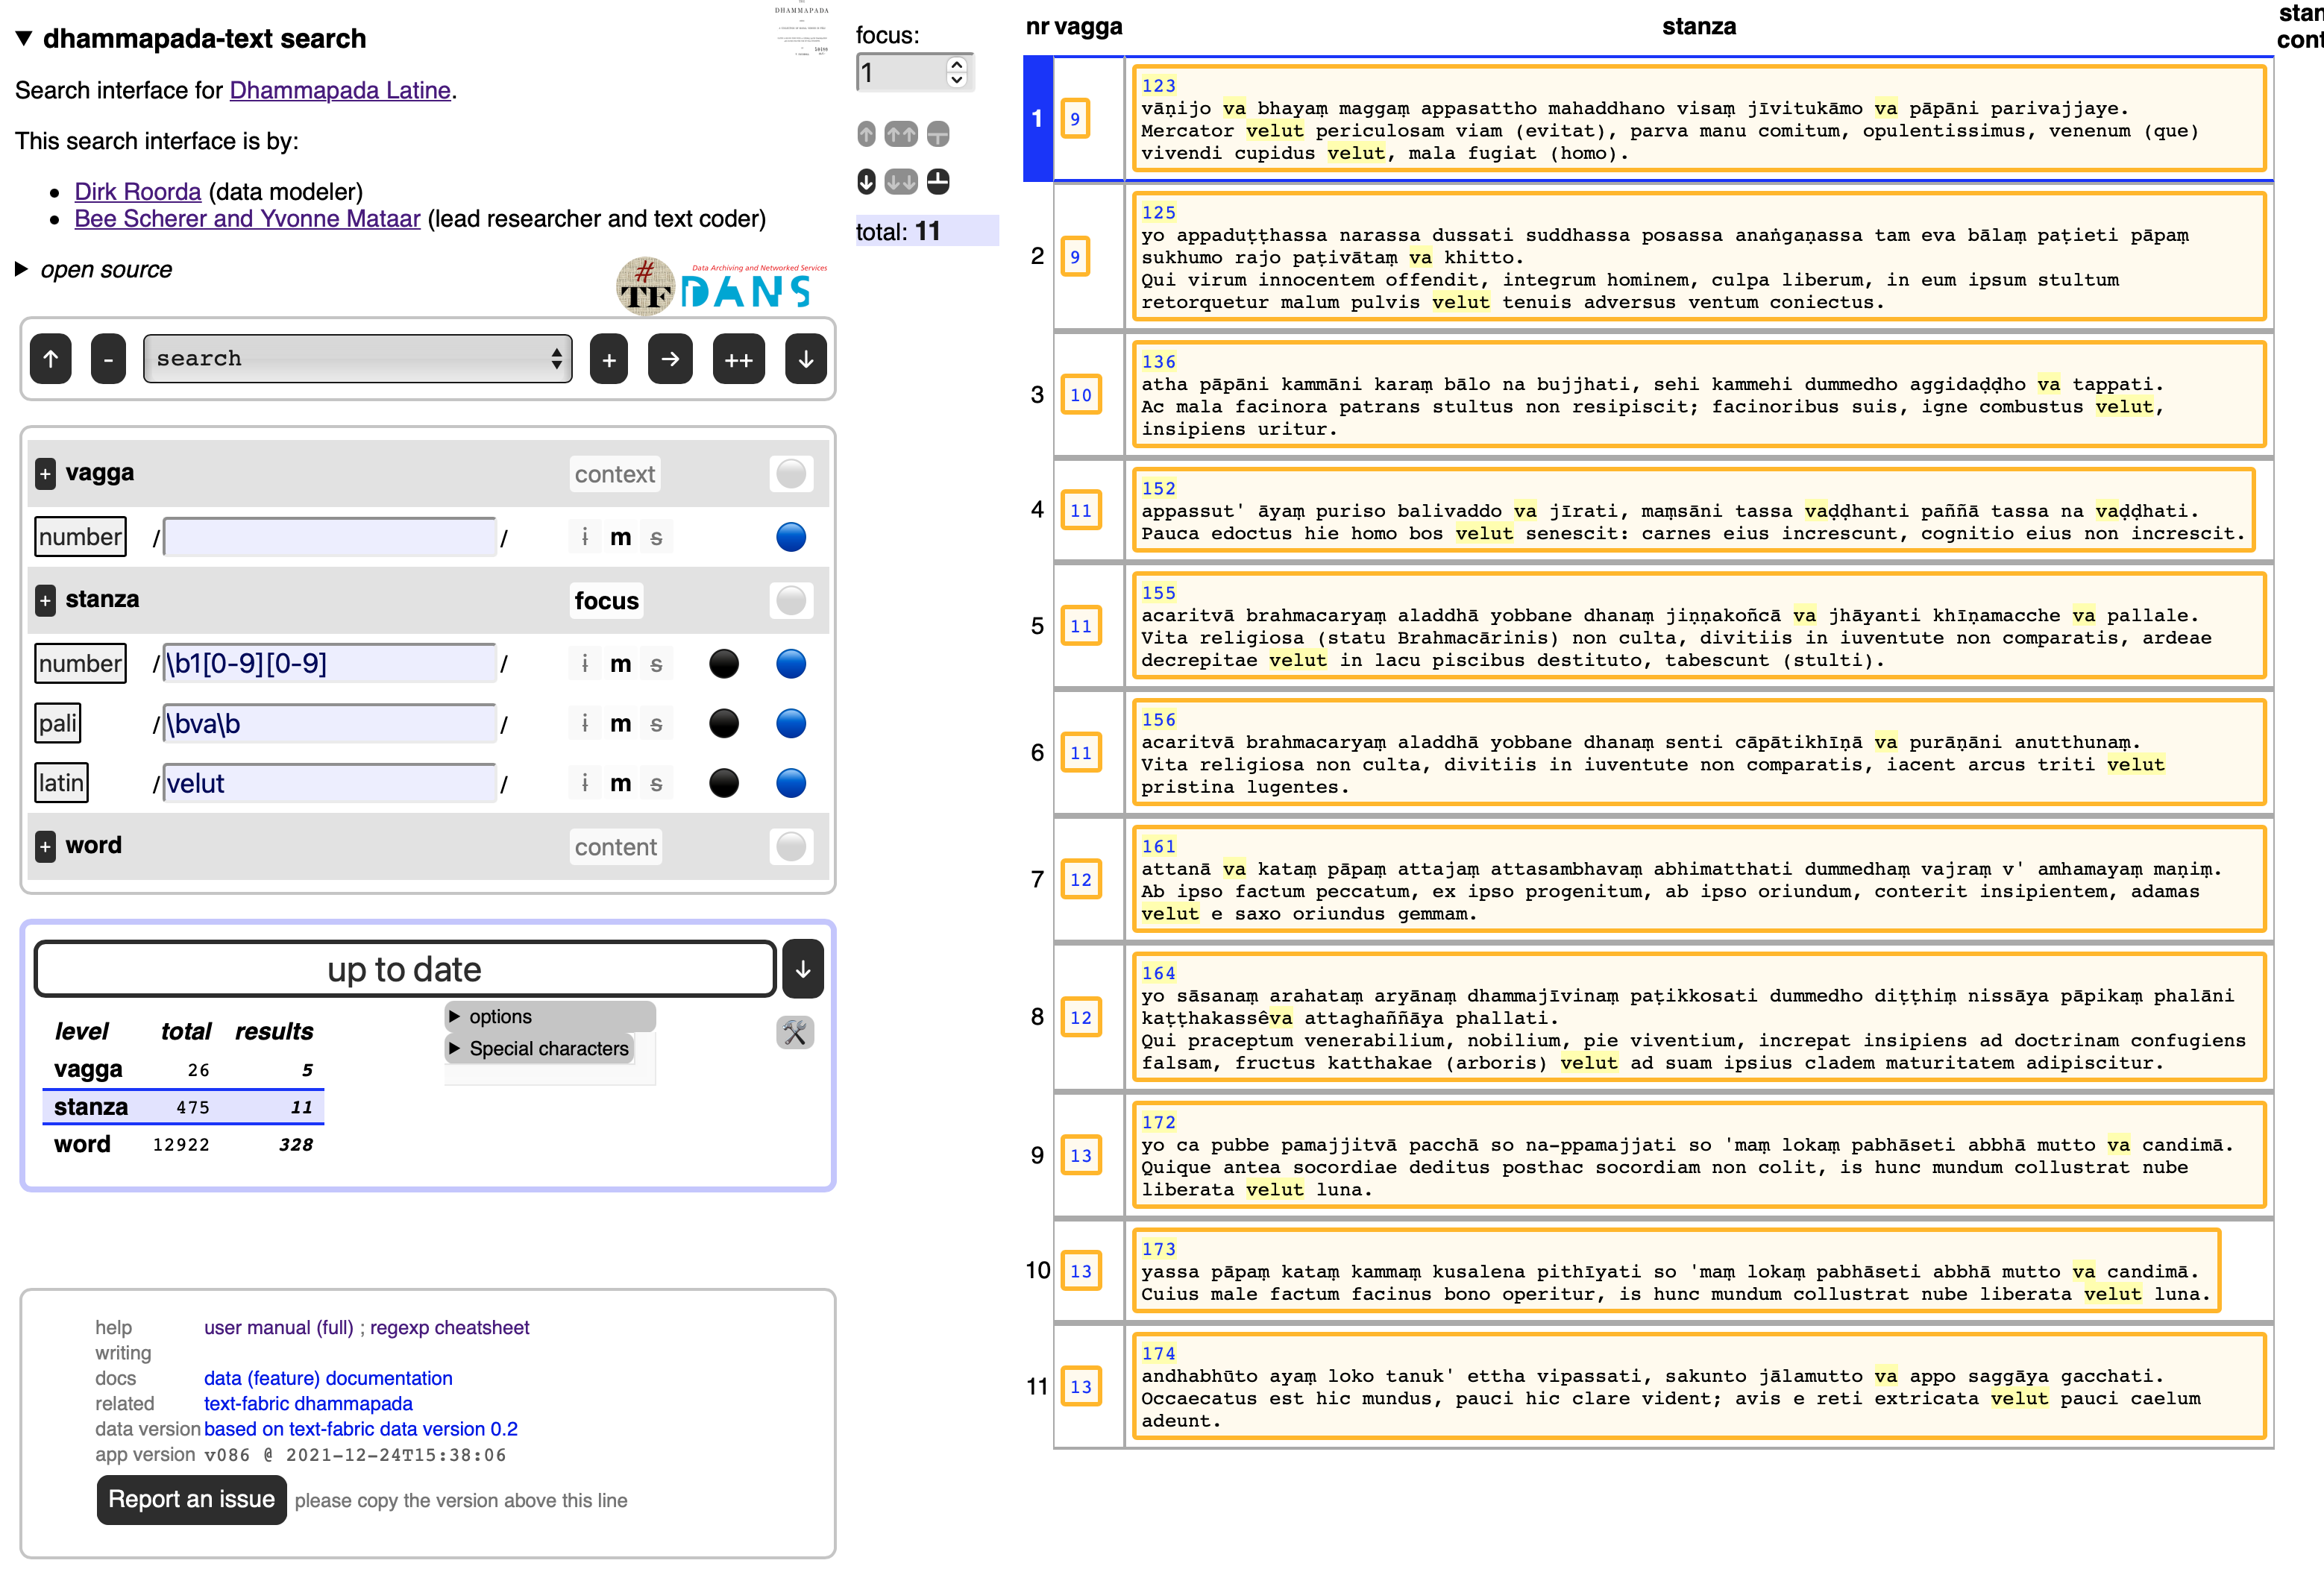 ▼ dhammapada-text search
Search interface for Dhammapada Latine.
This search interface is by:
• Dirk Roorda (data modeler)
• Bee Scherer and Yvonne Mataar (lead researcher and text coder)
▶ open source
DHAMMAPADA
#
TF
Data Archiving and Networked Services
DANS
↑ - search + → ++ ↓
+ vagga context
number / / i m s
+ stanza focus
number / \b1[0-9][0-9] / i m s
pali / \bva\b / i m s
latin / velut / i m s
+ word content
up to date ↓
▶ options
▶ Special characters
level total results
vagga 26 5
stanza 475 11
word 12922 328
help user manual (full) ; regexp cheatsheet
writing
docs data (feature) documentation
related text-fabric dhammapada
data version based on text-fabric data version 0.2
app version v086 @ 2021-12-24T15:38:06
Report an issue please copy the version above this line
focus:
1
total: 11
nr vagga stanza stan
cont
1 9
123
vāṇijo va bhayaṃ maggaṃ appasattho mahaddhano visaṃ jīvitukāmo va pāpāni parivajjaye.
Mercator velut periculosam viam (evitat), parva manu comitum, opulentissimus, venenum (que)
vivendi cupidus velut, mala fugiat (homo).
2 9
125
yo appaduṭṭhassa narassa dussati suddhassa posassa anaṅgaṇassa tam eva bālaṃ paṭieti pāpaṃ
sukhumo rajo paṭivātaṃ va khitto.
Qui virum innocentem offendit, integrum hominem, culpa liberum, in eum ipsum stultum
retorquetur malum pulvis velut tenuis adversus ventum coniectus.
3 10
136
atha pāpāni kammāni karaṃ bālo na bujjhati, sehi kammehi dummedho aggidaḍḍho va tappati.
Ac mala facinora patrans stultus non resipiscit; facinoribus suis, igne combustus velut,
insipiens uritur.
4 11
152
appassut' āyaṃ puriso balivaddo va jīrati, maṃsāni tassa vaḍḍhanti paññā tassa na vaḍḍhati.
Pauca edoctus hie homo bos velut senescit: carnes eius increscunt, cognitio eius non increscit.
5 11
155
acaritvā brahmacaryaṃ aladdhā yobbane dhanaṃ jiṇṇakoñcā va jhāyanti khīṇamacche va pallale.
Vita religiosa (statu Brahmacārinis) non culta, divitiis in iuventute non comparatis, ardeae
decrepitae velut in lacu piscibus destituto, tabescunt (stulti).
6 11
156
acaritvā brahmacaryaṃ aladdhā yobbane dhanaṃ senti cāpātikhīṇā va purāṇāni anutthunaṃ.
Vita religiosa non culta, divitiis in iuventute non comparatis, iacent arcus triti velut
pristina lugentes.
7 12
161
attanā va kataṃ pāpaṃ attajaṃ attasambhavaṃ abhimatthati dummedhaṃ vajraṃ v' amhamayaṃ maṇiṃ.
Ab ipso factum peccatum, ex ipso progenitum, ab ipso oriundum, conterit insipientem, adamas
velut e saxo oriundus gemmam.
8 12
164
yo sāsanaṃ arahataṃ aryānaṃ dhammajīvinaṃ paṭikkosati dummedho diṭṭhiṃ nissāya pāpikaṃ phalāni
kaṭṭhakassêva attaghaññāya phallati.
Qui praeceptum venerabilium, nobilium, pie viventium, increpat insipiens ad doctrinam confugiens
falsam, fructus katthakae (arboris) velut ad suam ipsius cladem maturitatem adipiscitur.
9 13
172
yo ca pubbe pamajjitvā pacchā so na-ppamajjati so 'maṃ lokaṃ pabhāseti abbhā mutto va candimā.
Quique antea socordiae deditus posthac socordiam non colit, is hunc mundum collustrat nube
liberata velut luna.
10 13
173
yassa pāpaṃ kataṃ kammaṃ kusalena pithīyati so 'maṃ lokaṃ pabhāseti abbhā mutto va candimā.
Cuius male factum facinus bono operitur, is hunc mundum collustrat nube liberata velut luna.
11 13
174
andhabhūto ayaṃ loko tanuk' ettha vipassati, sakunto jālamutto va appo saggāya gacchati.
Occaecatus est hic mundus, pauci hic clare vident; avis e reti extricata velut pauci caelum
adeunt.